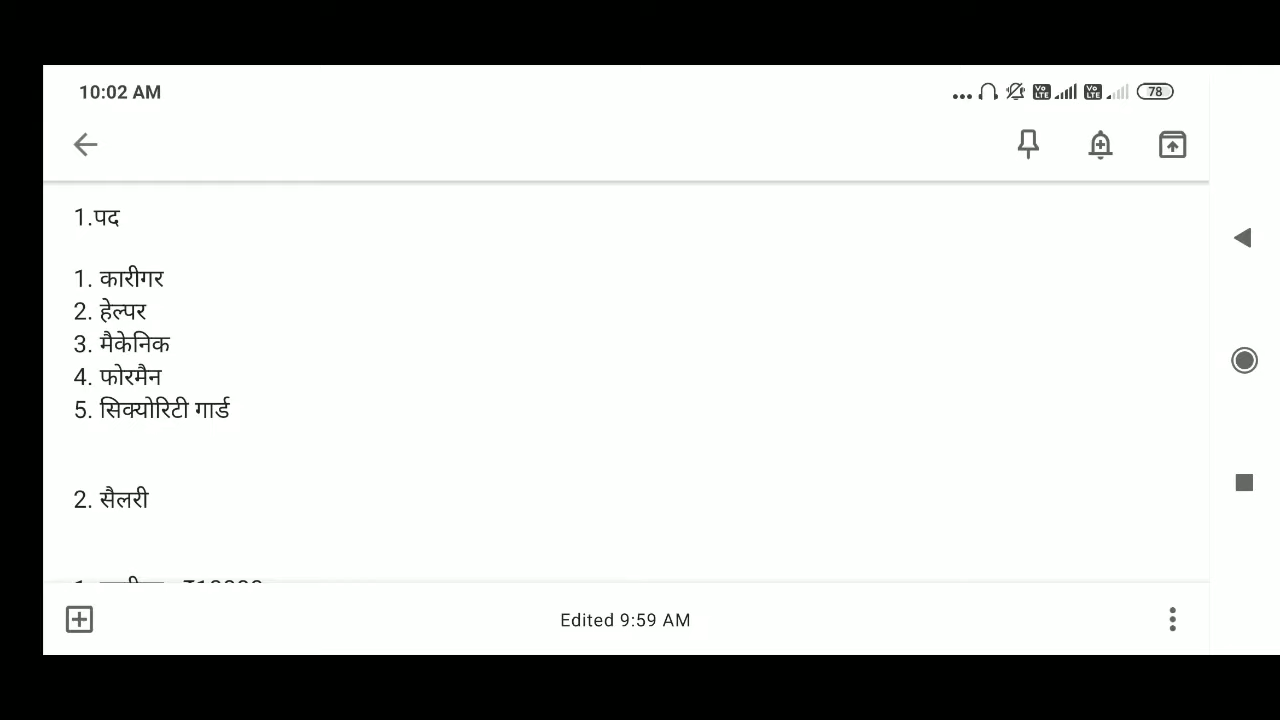 10:02 AM
78
1.पद
1. कारीगर
2. हेल्पर
3. मैकेनिक
4. फोरमैन
5. सिक्योरिटी गार्ड
2. सैलरी
Edited 9:59 AM